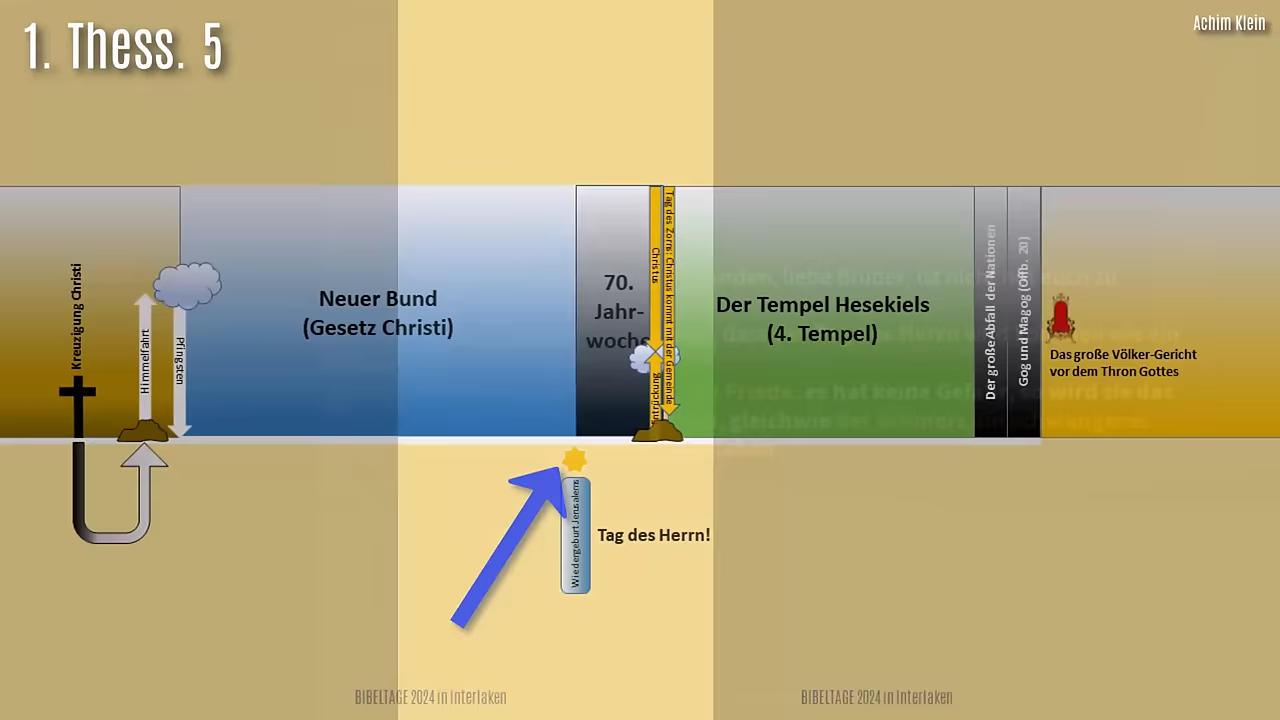 1. Thess. 5
Achim Klein
Kreuzigung Christi
Himmelfahrt
Pfingsten
Neuer Bund
(Gesetz Christi)
70.
Jahr-
woche
Christus
Entrückung
Tag des Zorns: Christus kommt mit der Gemeinde
Der Tempel Hesekiels
(4. Tempel)
Der große Abfall der Nationen
Gog und Magog (Offb. 20)
Das große Völker-Gericht
vor dem Thron Gottes
Wiedergeburt Jerusalems
Tag des Herrn!
BIBELTAGE 2024 in Interlaken
BIBELTAGE 2024 in Interlaken